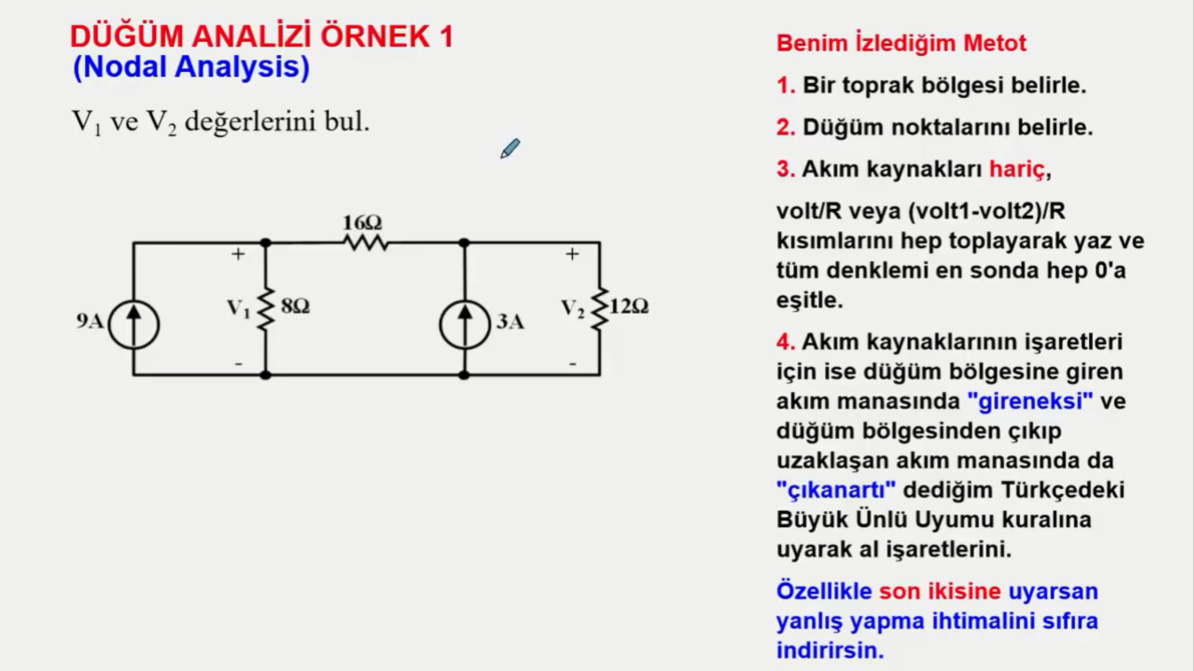 DÜĞÜM ANALİZİ ÖRNEK 1
(Nodal Analysis)
V₁ ve V₂ değerlerini bul.
16Ω
+
+
9A
V₁
8Ω
3A
V₂
12Ω
-
-
Benim İzlediğim Metot
1. Bir toprak bölgesi belirle.
2. Düğüm noktalarını belirle.
3. Akım kaynakları hariç,
volt/R veya (volt1-volt2)/R
kısımlarını hep toplayarak yaz ve
tüm denklemi en sonda hep 0'a
eşitle.
4. Akım kaynaklarının işaretleri
için ise düğüm bölgesine giren
akım manasında "gireneksi" ve
düğüm bölgesinden çıkıp
uzaklaşan akım manasında da
"çıkanartı" dediğim Türkçedeki
Büyük Ünlü Uyumu kuralına
uyarak al işaretlerini.
Özellikle son ikisine uyarsan
yanlış yapma ihtimalini sıfıra
indirirsin.